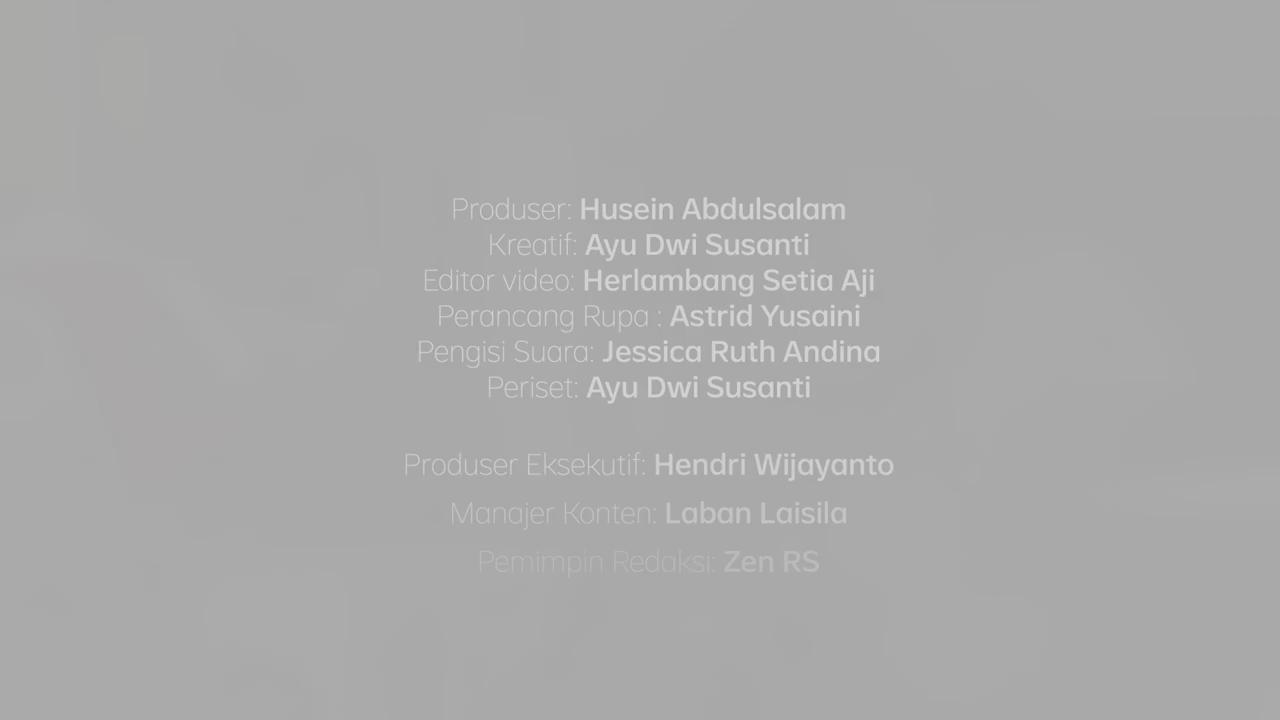 Produser: Husein Abdulsalam
Kreatif: Ayu Dwi Susanti
Editor video: Herlambang Setia Aji
Perancang Rupa : Astrid Yusaini
Pengisi Suara: Jessica Ruth Andina
Periset: Ayu Dwi Susanti
Produser Eksekutif: Hendri Wijayanto
Manajer Konten: Laban Laisila
Pemimpin Redaksi: Zen RS